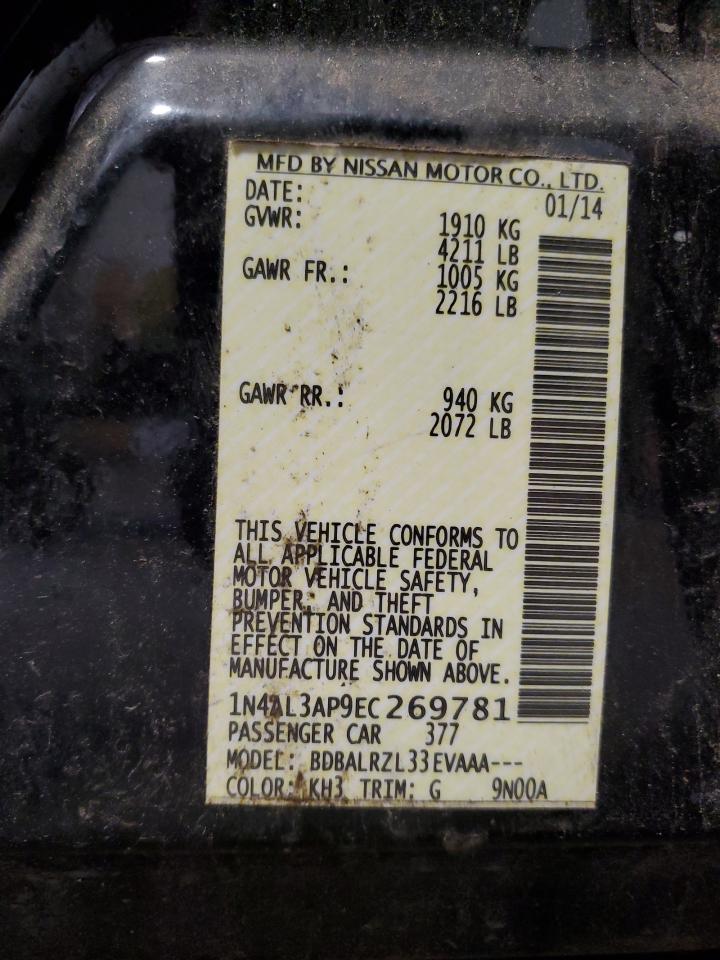 MFD BY NISSAN MOTOR CO., LTD.
DATE: 01/14
GVWR: 1910 KG
4211 LB
GAWR FR.: 1005 KG
2216 LB
GAWR RR.: 940 KG
2072 LB
THIS VEHICLE CONFORMS TO
ALL APPLICABLE FEDERAL
MOTOR VEHICLE SAFETY,
BUMPER, AND THEFT
PREVENTION STANDARDS IN
EFFECT ON THE DATE OF
MANUFACTURE SHOWN ABOVE.
1N4AL3AP9EC269781
PASSENGER CAR 377
MODEL: BDBALRZL33EVAAA---
COLOR: KH3 TRIM: G 9N00A